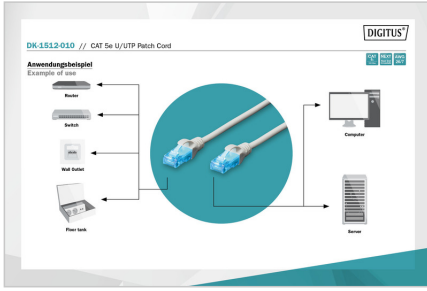 DIGITUS®
DK-1512-010 // CAT 5e U/UTP Patch Cord
Anwendungsbeispiel
Example of use
Router
Switch
Wall Outlet
Floor tank
Computer
Server